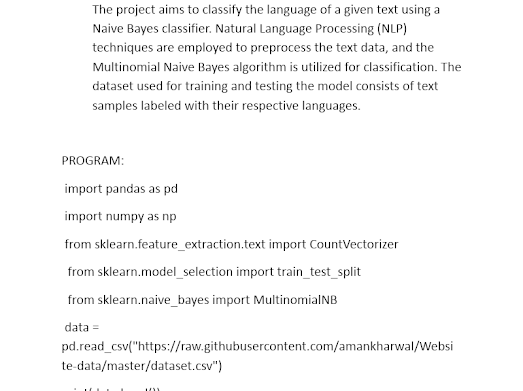 The project aims to classify the language of a given text using a
Naive Bayes classifier. Natural Language Processing (NLP)
techniques are employed to preprocess the text data, and the
Multinomial Naive Bayes algorithm is utilized for classification. The
dataset used for training and testing the model consists of text
samples labeled with their respective languages.
PROGRAM:
import pandas as pd
import numpy as np
from sklearn.feature_extraction.text import CountVectorizer
from sklearn.model_selection import train_test_split
from sklearn.naive_bayes import MultinomialNB
data =
pd.read_csv("https://raw.githubusercontent.com/amankharwal/Websi
te-data/master/dataset.csv")